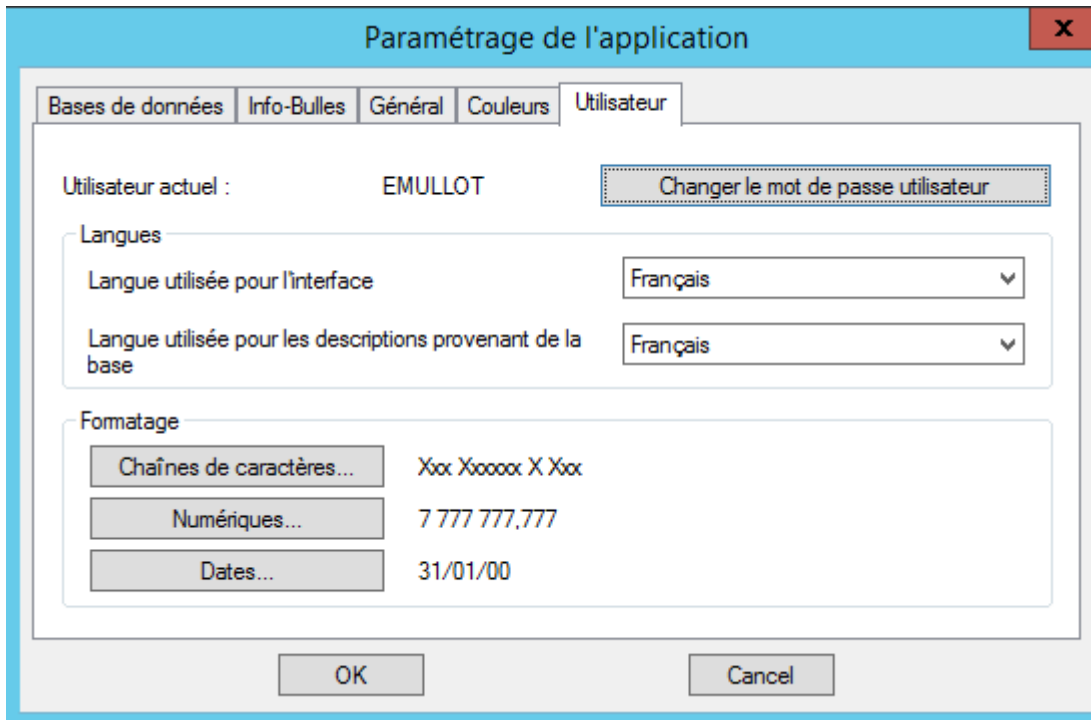 Paramétrage de l'application
x
Bases de données Info-Bulles Général Couleurs Utilisateur
Utilisateur actuel : EMULLOT Changer le mot de passe utilisateur
Langues
Langue utilisée pour l'interface Français
Langue utilisée pour les descriptions provenant de la
base
Français
Formatage
Chaînes de caractères... Xxx Xxxxxx X Xxx
Numériques... 7 777 777,777
Dates... 31/01/00
OK Cancel